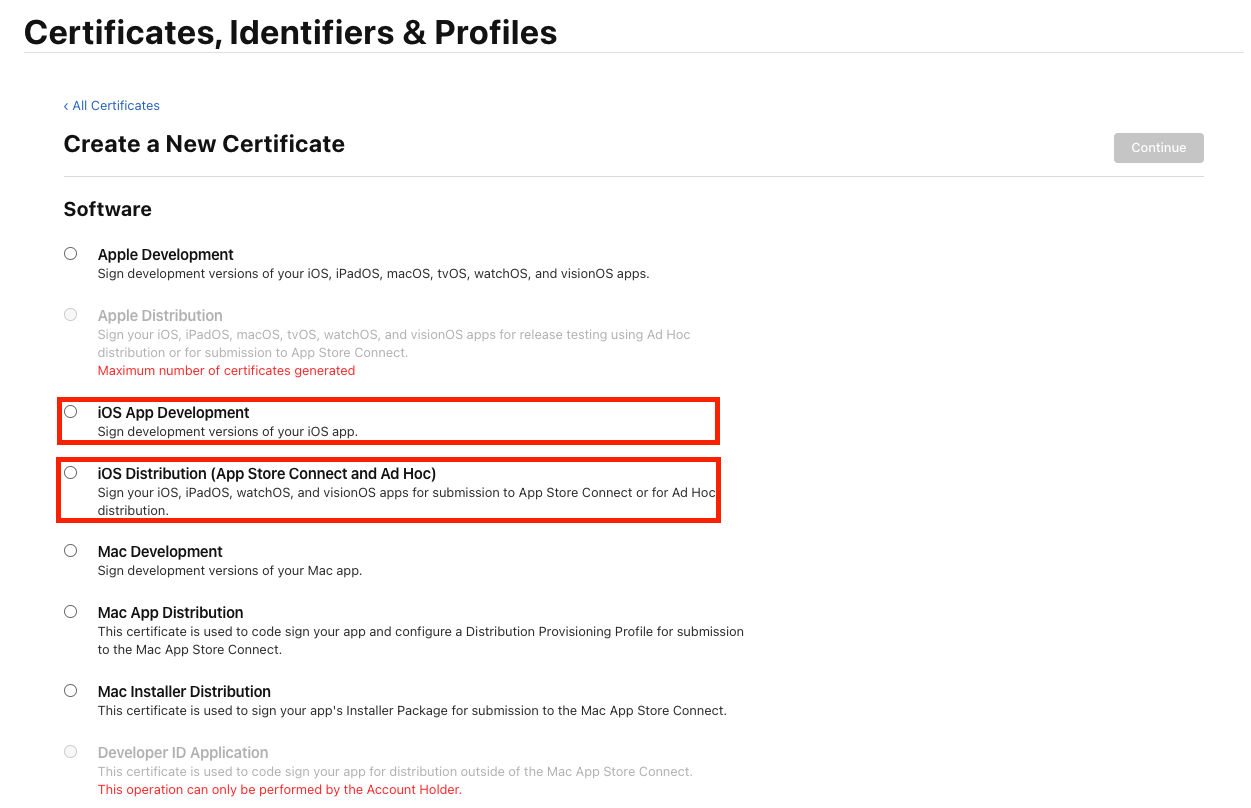 Certificates, Identifiers & Profiles
‹ All Certificates
Create a New Certificate
Continue
Software
Apple Development
Sign development versions of your iOS, iPadOS, macOS, tvOS, watchOS, and visionOS apps.
Apple Distribution
Sign your iOS, iPadOS, macOS, tvOS, watchOS, and visionOS apps for release testing using Ad Hoc
distribution or for submission to App Store Connect.
Maximum number of certificates generated
iOS App Development
Sign development versions of your iOS app.
iOS Distribution (App Store Connect and Ad Hoc)
Sign your iOS, iPadOS, watchOS, and visionOS apps for submission to App Store Connect or for Ad Hoc
distribution.
Mac Development
Sign development versions of your Mac app.
Mac App Distribution
This certificate is used to code sign your app and configure a Distribution Provisioning Profile for submission
to the Mac App Store Connect.
Mac Installer Distribution
This certificate is used to sign your app's Installer Package for submission to the Mac App Store Connect.
Developer ID Application
This certificate is used to code sign your app for distribution outside of the Mac App Store Connect.
This operation can only be performed by the Account Holder.